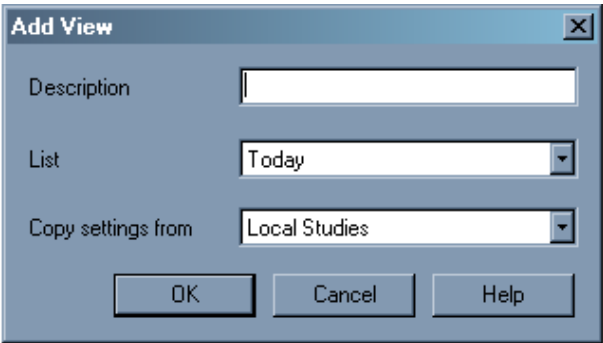 Add View
Description
List Today
Copy settings from Local Studies
OK Cancel Help